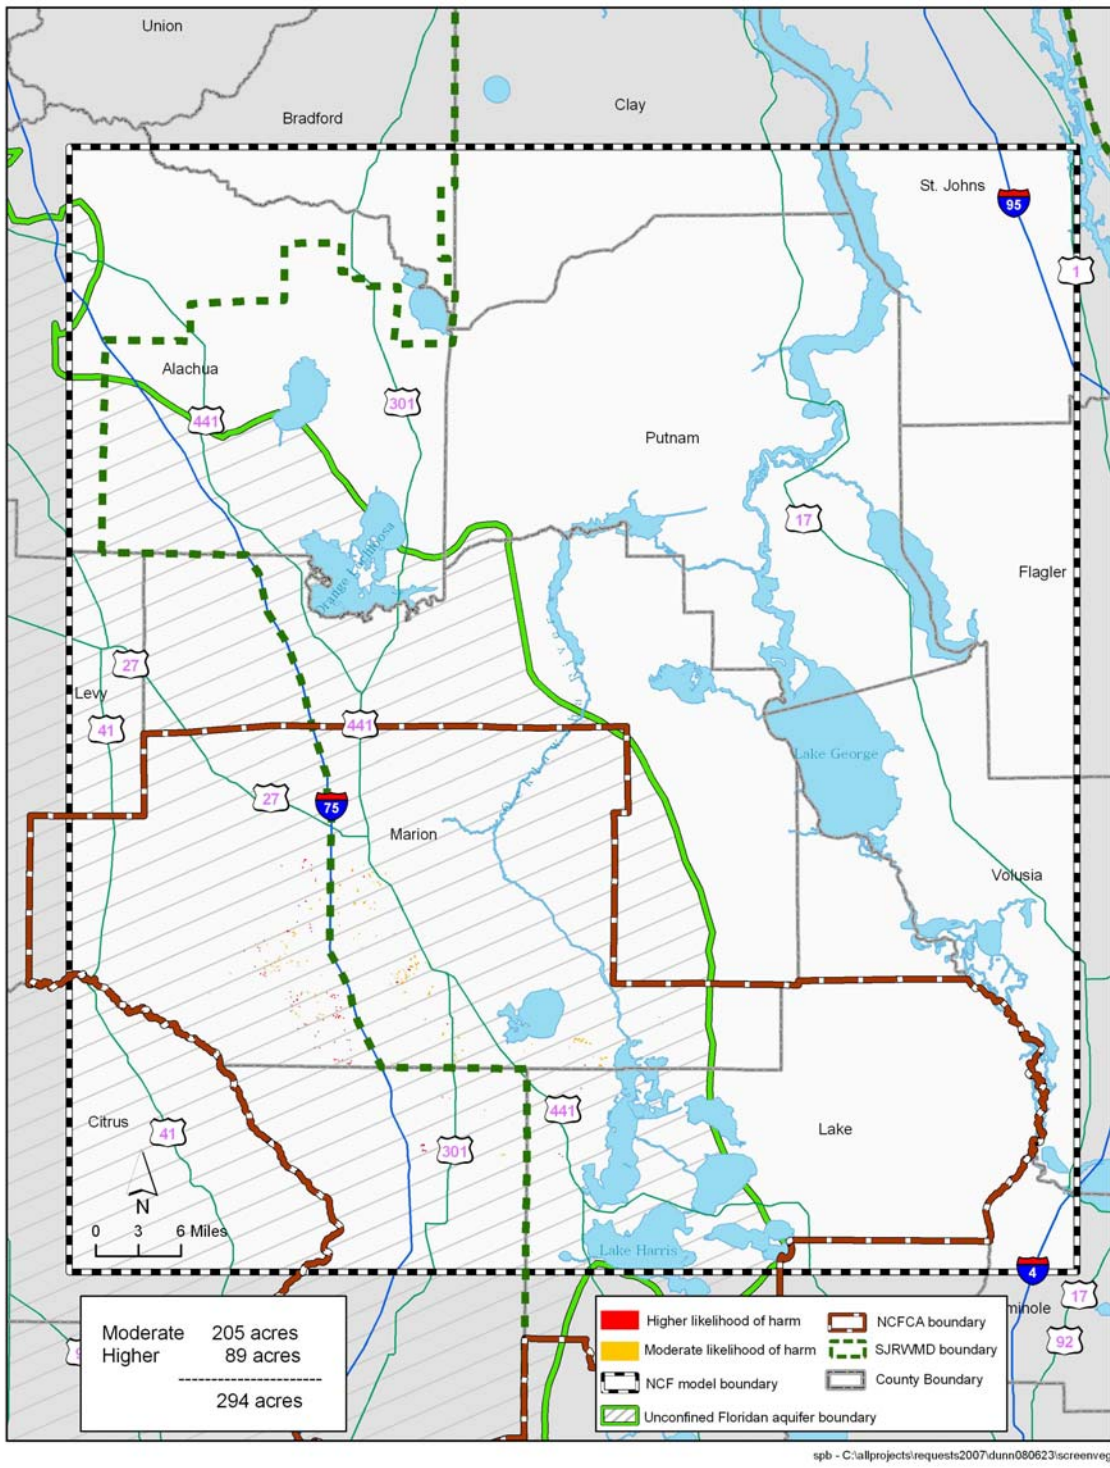 Union
Bradford
Clay
St. Johns
95
1
Alachua
441
301
Putnam
17
Orange Lochloosa
Flagler
27
Levy
41
441
River
Lake George
27
75
Marion
Volusia
Citrus
41
441
301
Lake
N
0 3 6 Miles
Lake Harris
4
17
minole
92
9
Moderate 205 acres
Higher 89 acres
294 acres
Higher likelihood of harm
Moderate likelihood of harm
NCF model boundary
Unconfined Floridan aquifer boundary
NCFCA boundary
SJRWMD boundary
County Boundary
spb - C:\allprojects\requests2007\dunn080623\screenveg